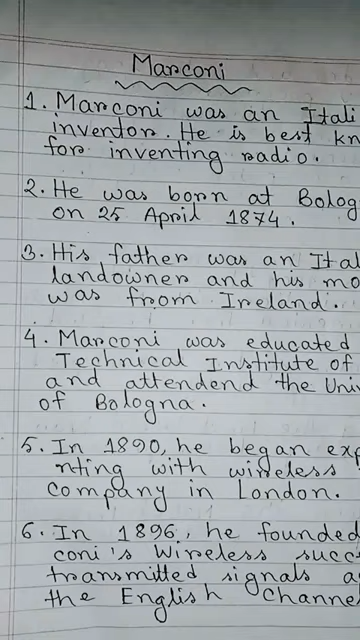 Marconi
1. Marconi was an Itali
inventor. He is best kn
for inventing radio.
2. He was born at Bolog
on 25 April 1874.
3. His father was an Ital
landowner and his mo
was from Ireland.
4. Marconi was educated
Technical Institute of
and attendend the Univ
of Bologna.
5. In 1890, he began exp
nting with wireless
company in London.
6. In 1896, he founded
coni's Wireless succ
transmitted signals a
the English Channe